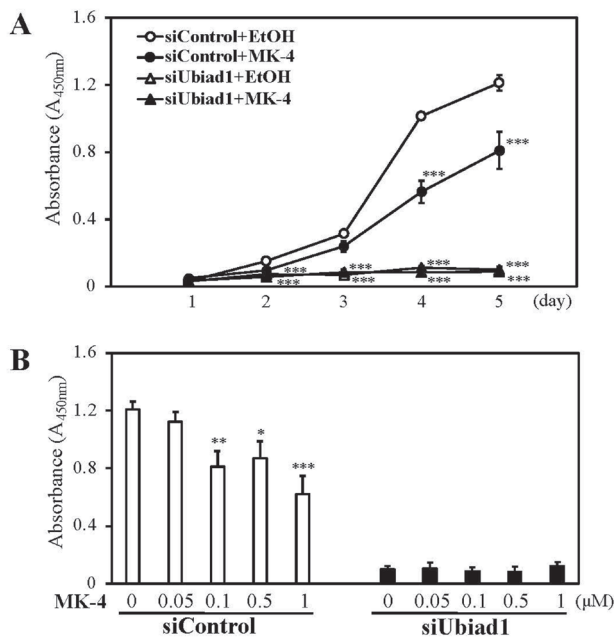 A
siControl+EtOH
siControl+MK-4
siUbiad1+EtOH
siUbiad1+MK-4
Absorbance (A450nm)
1.6
1.2
0.8
0.4
0
***
***
***
***
***
***
***
***
***
***
1 2 3 4 5 (day)
B
Absorbance (A450nm)
1.6
1.2
0.8
0.4
0
** * ***
MK-4 0 0.05 0.1 0.5 1 0 0.05 0.1 0.5 1 (μM)
siControl siUbiad1